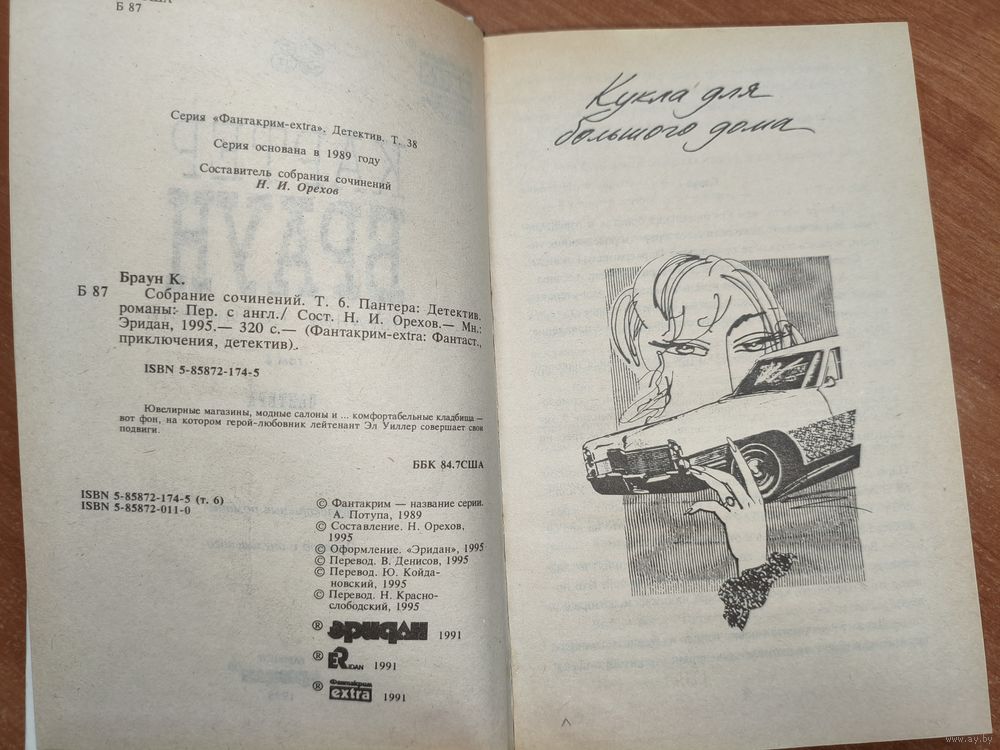 Б 87
Серия «Фантакрим-extra». Детектив. Т. 38
Серия основана в 1989 году
Составитель собрания сочинений
Н. И. Орехов
Браун К.
Б 87 Собрание сочинений. Т. 6. Пантера: Детектив.
романы: Пер. с англ./ Сост. Н. И. Орехов.— Мн.:
Эридан, 1995.— 320 с.— (Фантакрим-extra: Фантаст.,
приключения, детектив).
ISBN 5-85872-174-5
Ювелирные магазины, модные салоны и ... комфортабельные кладбища —
вот фон, на котором герой-любовник лейтенант Эл Уиллер совершает свои
подвиги.
ББК 84.7США
ISBN 5-85872-174-5 (т. 6)
ISBN 5-85872-011-0
© Фантакрим — название серии.
А. Потупа, 1989
© Составление. Н. Орехов,
1995
© Оформление. «Эридан», 1995
© Перевод. В. Денисов, 1995
© Перевод. Ю. Койда-
новский, 1995
© Перевод. Н. Красно-
слободский, 1995
® эридан 1991
® ERIDAN 1991
® Фантакрим extra 1991
Кукла для
большого дома
www.ay.by